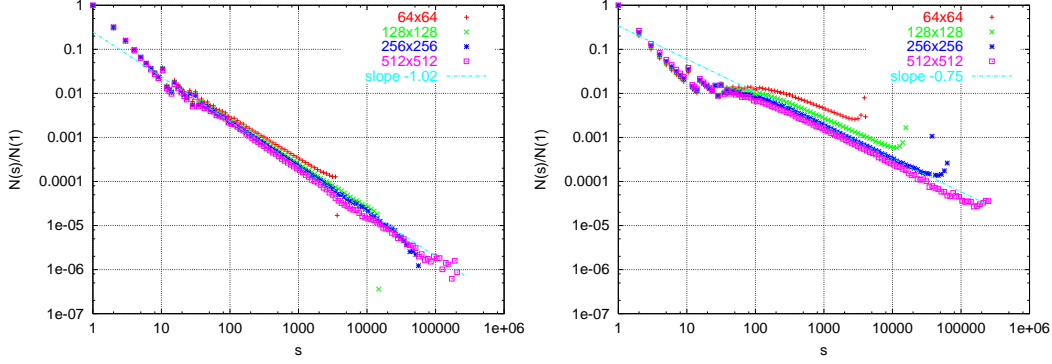 64x64
128x128
256x256
512x512
slope -1.02
1
0.1
0.01
0.001
0.0001
1e-05
1e-06
1e-07
N(s)/N(1)
1 10 100 1000 10000 100000 1e+06
s
64x64
128x128
256x256
512x512
slope -0.75
1
0.1
0.01
0.001
0.0001
1e-05
1e-06
1e-07
N(s)/N(1)
1 10 100 1000 10000 100000 1e+06
s